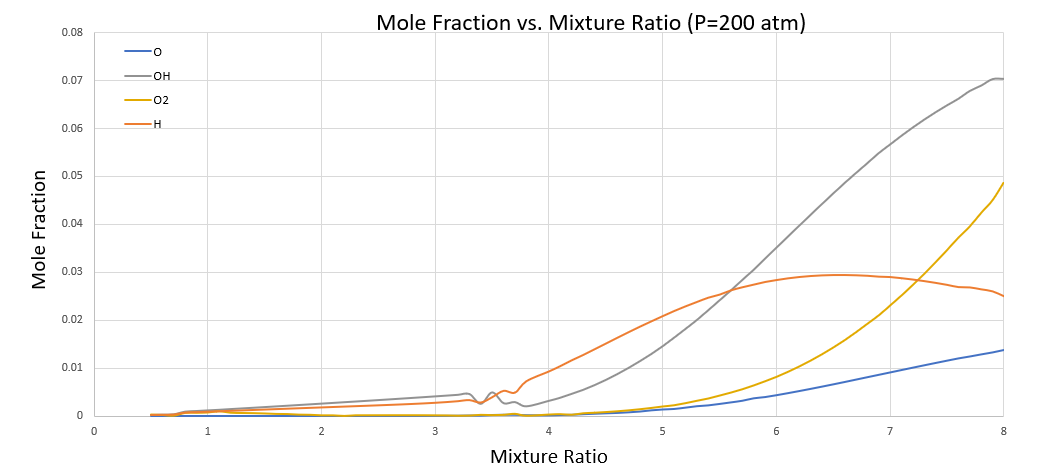 Mole Fraction vs. Mixture Ratio (P=200 atm)
0.08
0.07
0.06
0.05
0.04
0.03
0.02
0.01
0
O
OH
O2
H
Mole Fraction
0 1 2 3 4 5 6 7 8
Mixture Ratio